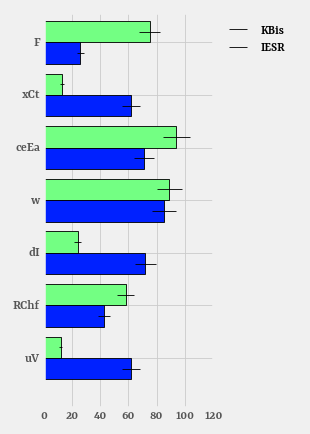 KBis
IESR
F
xCt
ceEa
w
dI
RChf
uV
0 20 40 60 80 100 120